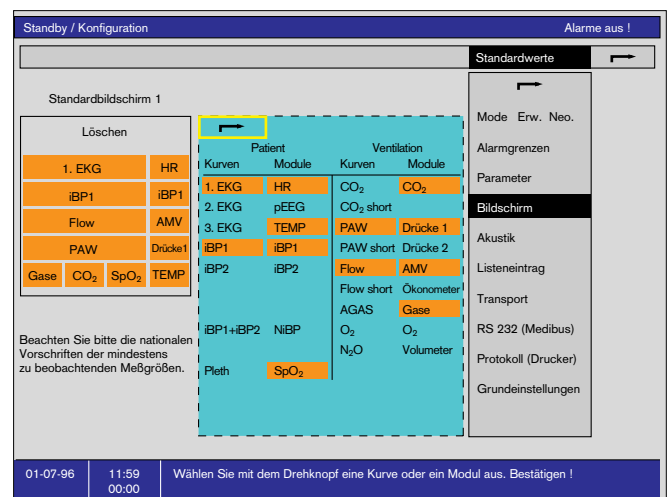 Standby / Konfiguration Alarme aus !
Standardwerte
Standardbildschirm 1
Löschen
1. EKG HR
iBP1 iBP1
Flow AMV
PAW Drücke1
Gase CO₂ SpO₂ TEMP
Beachten Sie bitte die nationalen
Vorschriften der mindestens
zu beobachtenden Meßgrößen.
Patient Ventilation
Kurven Module Kurven Module
1. EKG HR CO₂ CO₂
2. EKG pEEG CO₂ short
3. EKG TEMP PAW Drücke 1
iBP1 iBP1 PAW short Drücke 2
iBP2 iBP2 Flow AMV
Flow short Ökonometer
AGAS Gase
iBP1+iBP2 NiBP O₂ O₂
N₂O Volumeter
Pleth SpO₂
Mode Erw. Neo.
Alarmgrenzen
Parameter
Bildschirm
Akustik
Listeneintrag
Transport
RS 232 (Medibus)
Protokoll (Drucker)
Grundeinstellungen
01-07-96 11:59 Wählen Sie mit dem Drehknopf eine Kurve oder ein Modul aus. Bestätigen !
00:00